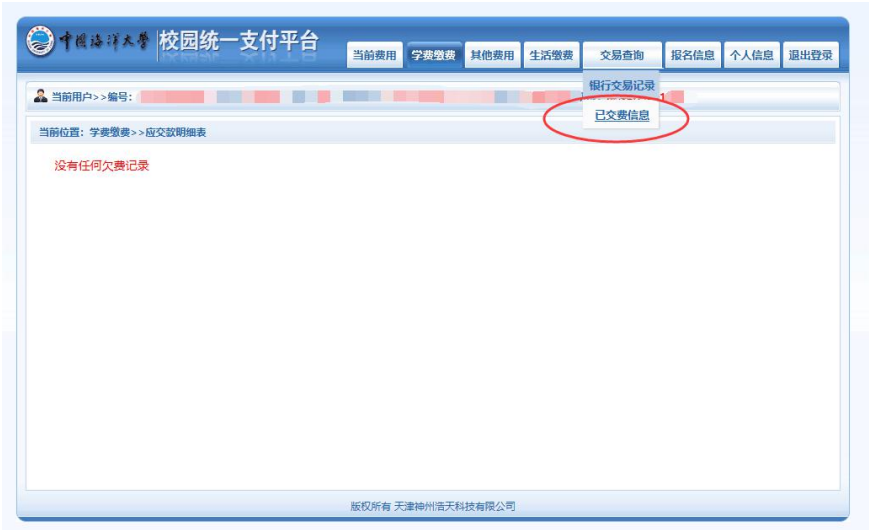 中国海洋大学 校园统一支付平台
当前费用 学费缴费 其他费用 生活缴费 交易查询 报名信息 个人信息 退出登录
银行交易记录
当前用户>>编号:
已交费信息
当前位置：学费缴费>>应交款明细表
没有任何欠费记录
版权所有 天津神州浩天科技有限公司